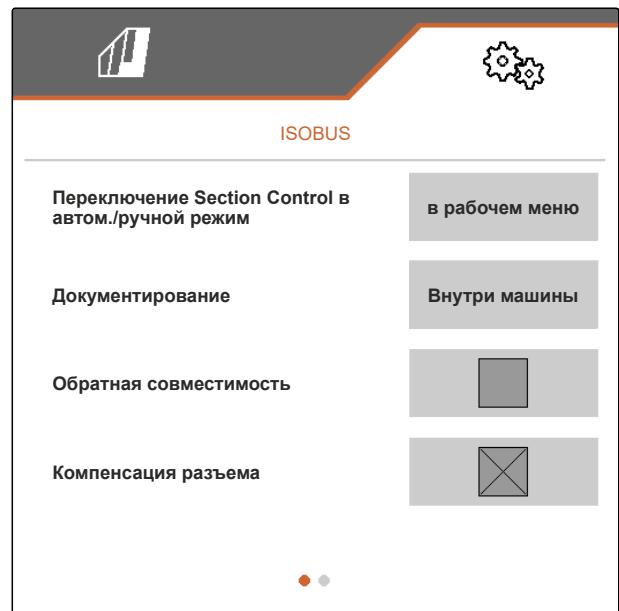 ISOBUS
Переключение Section Control в
автом./ручной режим
в рабочем меню
Документирование
Внутри машины
Обратная совместимость
Компенсация разъема